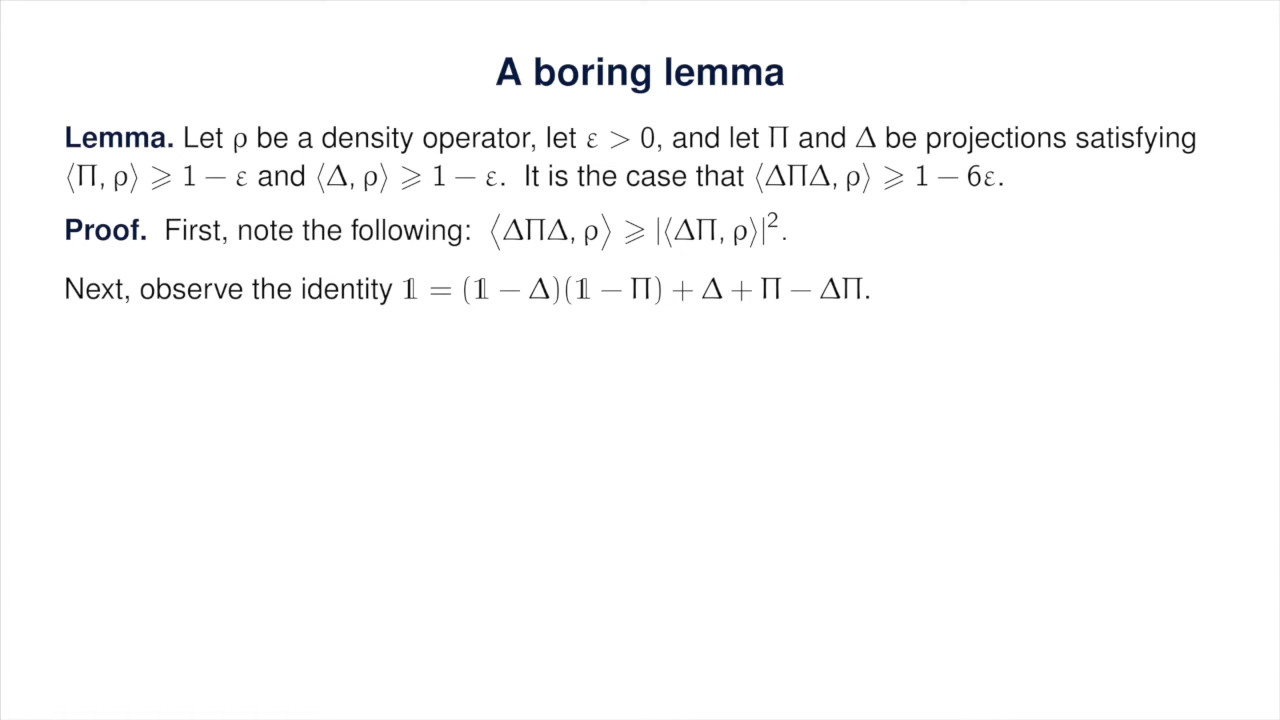 A boring lemma
Lemma. Let ρ be a density operator, let ε > 0, and let Π and Δ be projections satisfying
⟨Π, ρ⟩ ⩾ 1 − ε and ⟨Δ, ρ⟩ ⩾ 1 − ε. It is the case that ⟨ΔΠΔ, ρ⟩ ⩾ 1 − 6ε.
Proof. First, note the following: ⟨ΔΠΔ, ρ⟩ ⩾ |⟨ΔΠ, ρ⟩|².
Next, observe the identity 𝟙 = (𝟙 − Δ)(𝟙 − Π) + Δ + Π − ΔΠ.